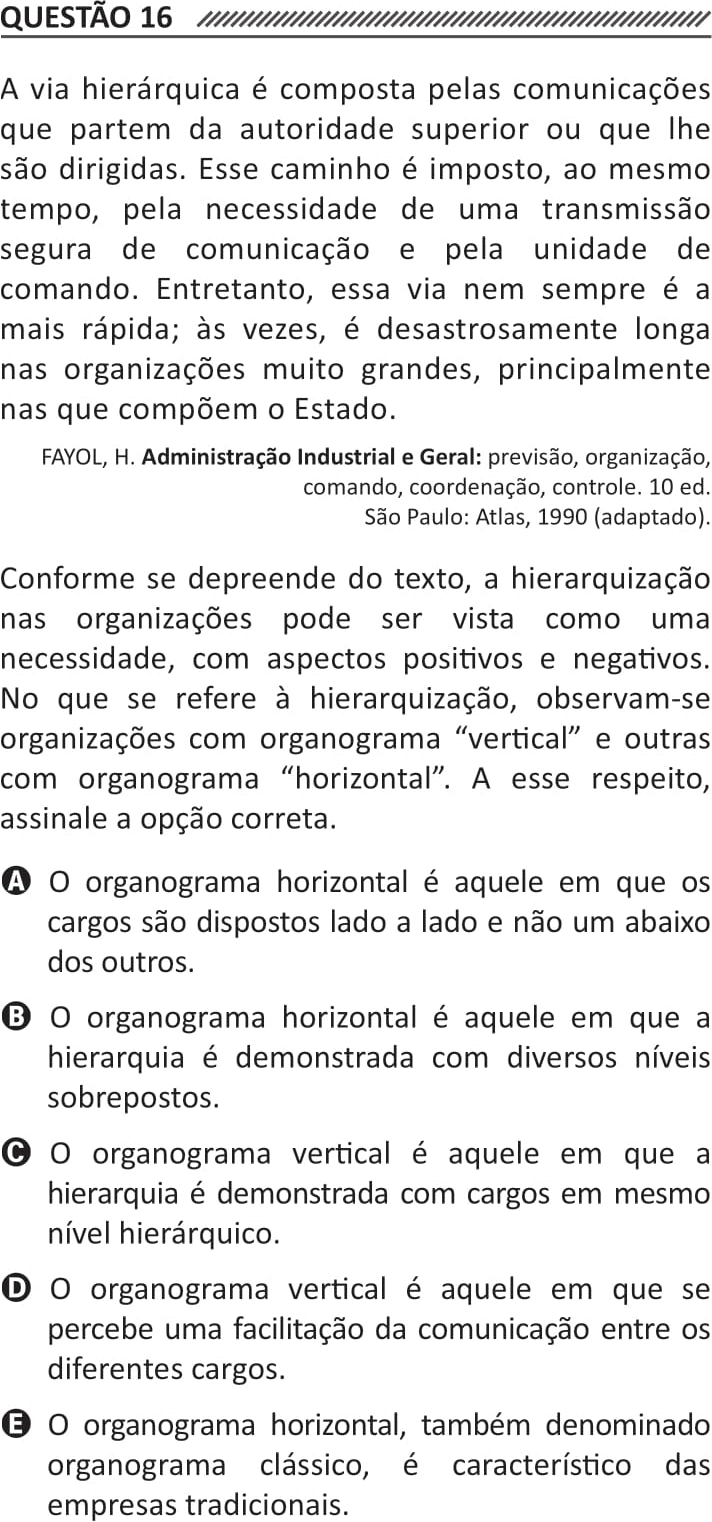 QUESTÃO 16
A via hierárquica é composta pelas comunicações
que partem da autoridade superior ou que lhe
são dirigidas. Esse caminho é imposto, ao mesmo
tempo, pela necessidade de uma transmissão
segura de comunicação e pela unidade de
comando. Entretanto, essa via nem sempre é a
mais rápida; às vezes, é desastrosamente longa
nas organizações muito grandes, principalmente
nas que compõem o Estado.
FAYOL, H. Administração Industrial e Geral: previsão, organização,
comando, coordenação, controle. 10 ed.
São Paulo: Atlas, 1990 (adaptado).
Conforme se depreende do texto, a hierarquização
nas organizações pode ser vista como uma
necessidade, com aspectos positivos e negativos.
No que se refere à hierarquização, observam-se
organizações com organograma “vertical” e outras
com organograma “horizontal”. A esse respeito,
assinale a opção correta.
A O organograma horizontal é aquele em que os
cargos são dispostos lado a lado e não um abaixo
dos outros.
B O organograma horizontal é aquele em que a
hierarquia é demonstrada com diversos níveis
sobrepostos.
C O organograma vertical é aquele em que a
hierarquia é demonstrada com cargos em mesmo
nível hierárquico.
D O organograma vertical é aquele em que se
percebe uma facilitação da comunicação entre os
diferentes cargos.
E O organograma horizontal, também denominado
organograma clássico, é característico das
empresas tradicionais.